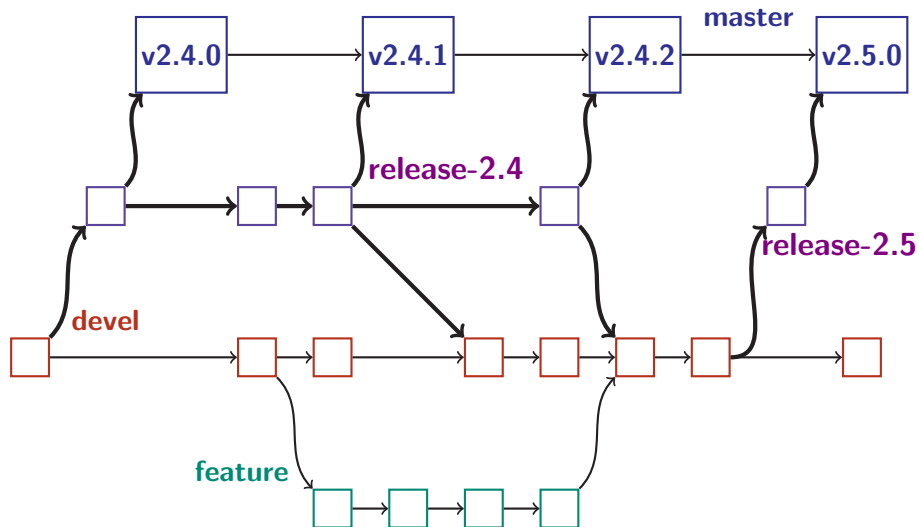 master
v2.4.0
v2.4.1
v2.4.2
v2.5.0
release-2.4
release-2.5
devel
feature